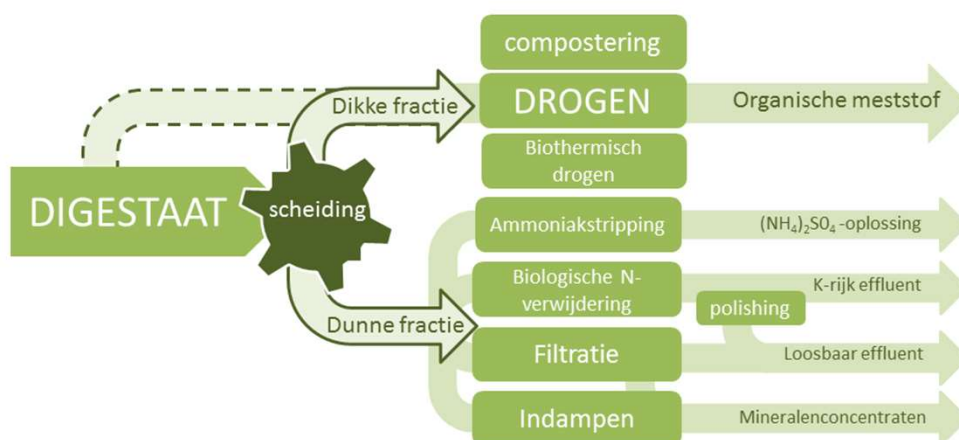 DIGESTAAT
scheiding
Dikke fractie
Dunne fractie
compostering
DROGEN
Biothermisch
drogen
Organische meststof
Ammoniakstripping
(NH₄)₂SO₄ -oplossing
Biologische N-
verwijdering
K-rijk effluent
polishing
Filtratie
Loosbaar effluent
Indampen
Mineralenconcentraten